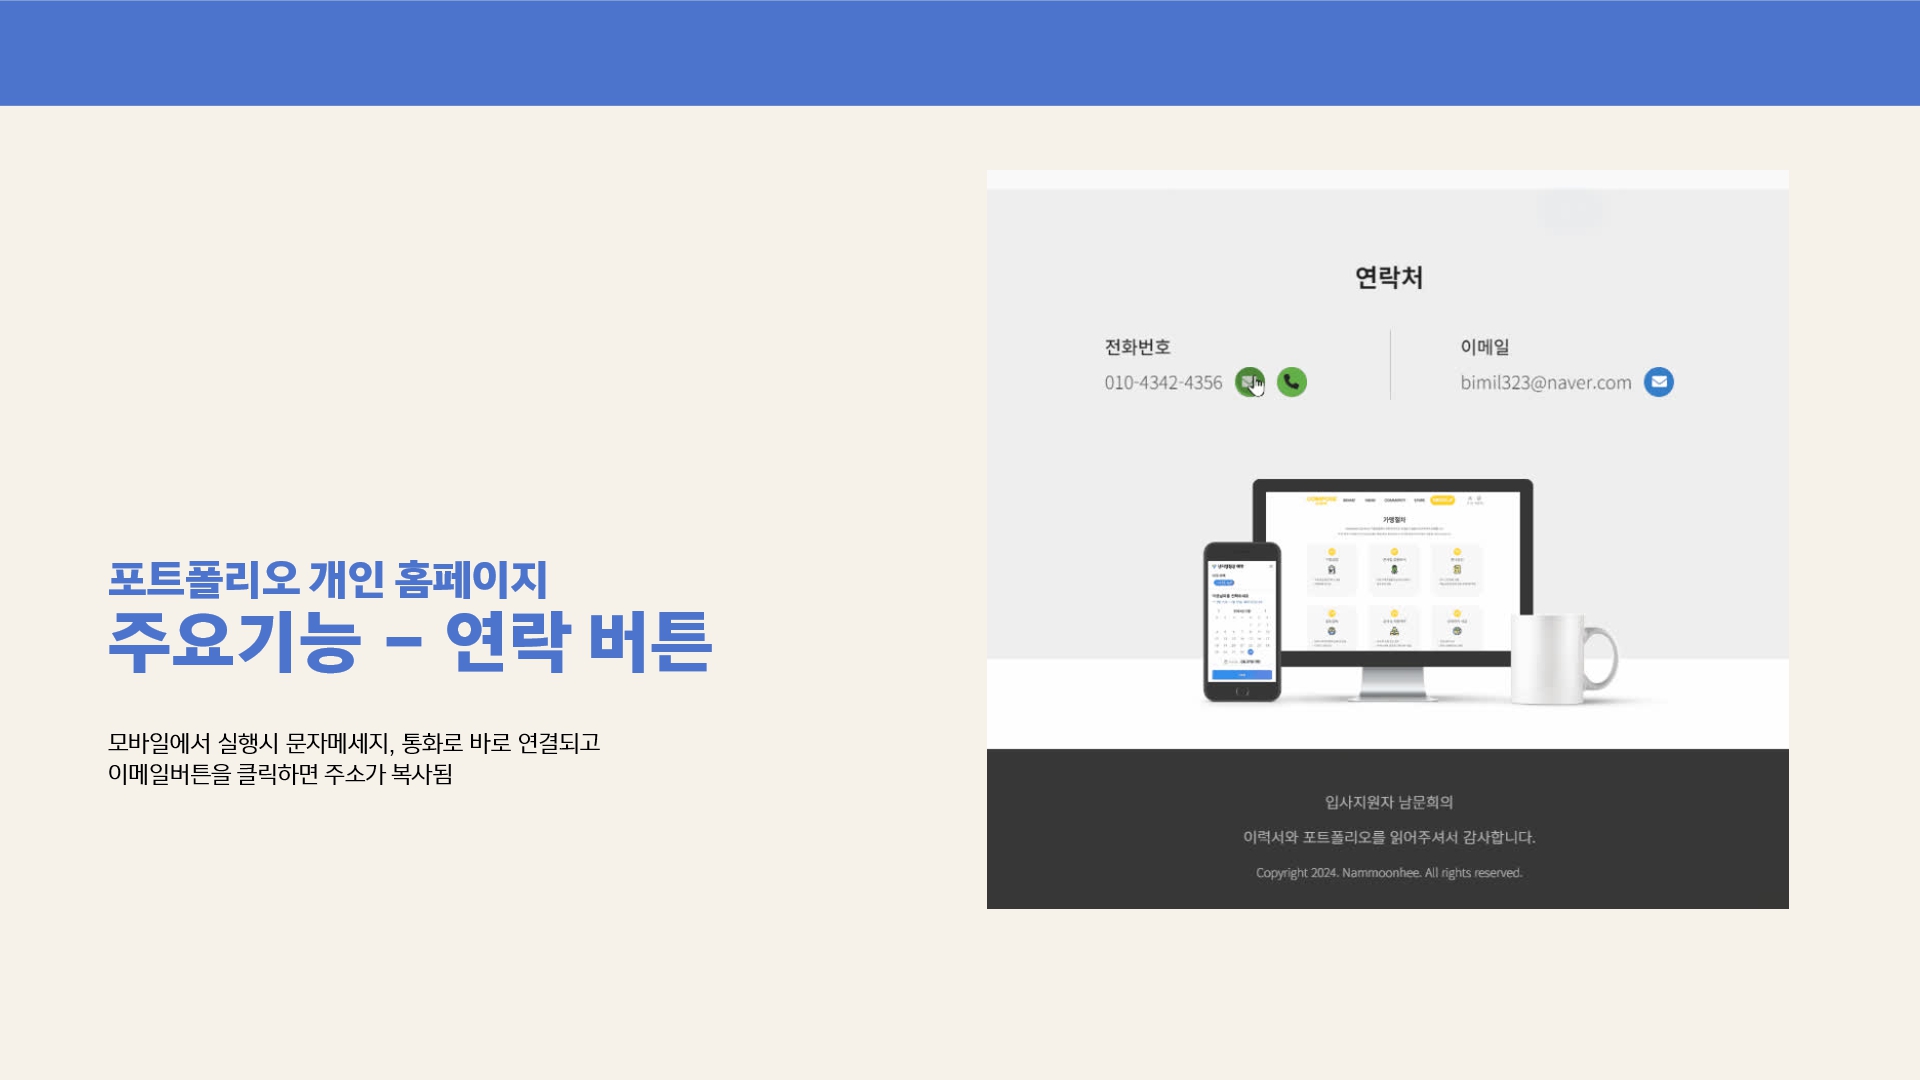 포트폴리오 개인 홈페이지
주요기능 – 연락 버튼
모바일에서 실행시 문자메세지, 통화로 바로 연결되고
이메일버튼을 클릭하면 주소가 복사됨
연락처
전화번호
010-4342-4356
이메일
bimil323@naver.com
가맹절차
입사지원자 남문희의
이력서와 포트폴리오를 읽어주셔서 감사합니다.
Copyright 2024. Nammoonhee. All rights reserved.